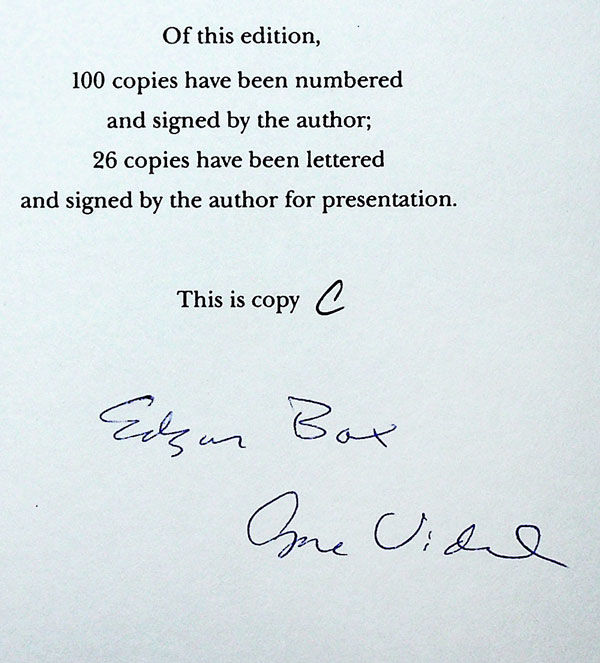 Of this edition,
100 copies have been numbered
and signed by the author;
26 copies have been lettered
and signed by the author for presentation.
This is copy C
Edgar Box
Gore Vidal